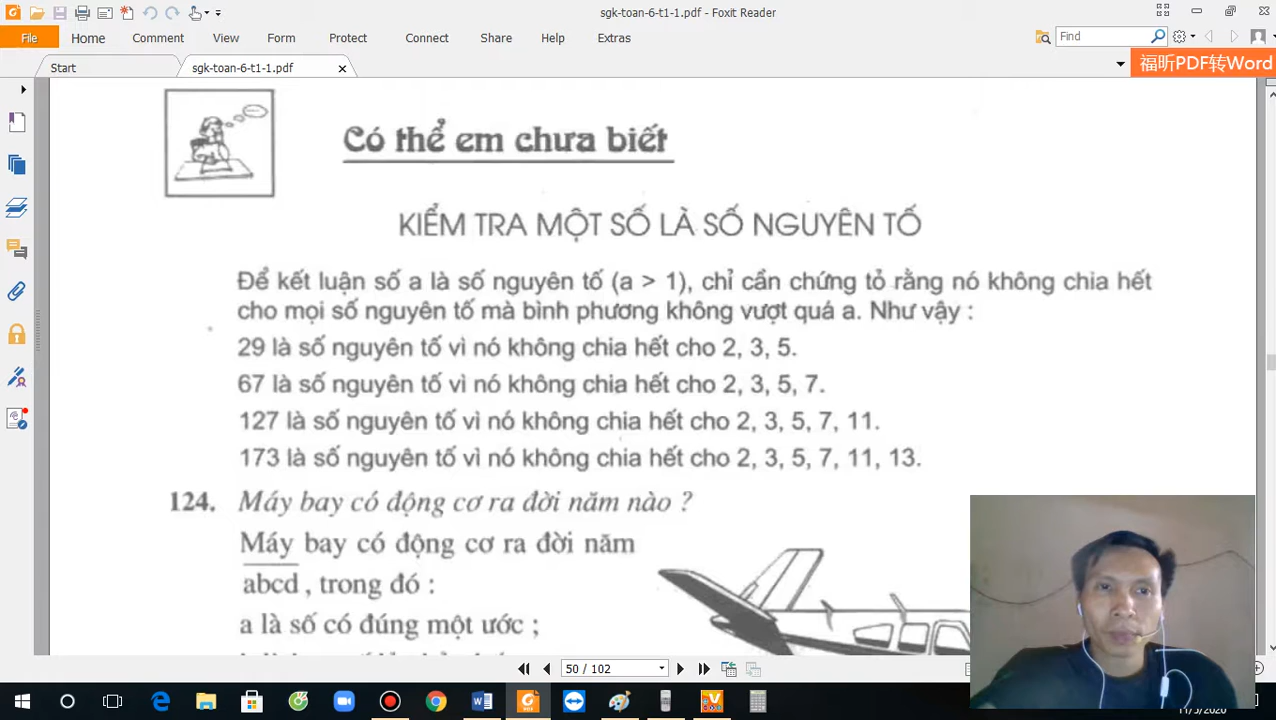 sgk-toan-6-t1-1.pdf - Foxit Reader
File Home Comment View Form Protect Connect Share Help Extras Find
Start sgk-toan-6-t1-1.pdf
福昕PDF转Word
Có thể em chưa biết
KIỂM TRA MỘT SỐ LÀ SỐ NGUYÊN TỐ
Để kết luận số a là số nguyên tố (a > 1), chỉ cần chứng tỏ rằng nó không chia hết
cho mọi số nguyên tố mà bình phương không vượt quá a. Như vậy :
29 là số nguyên tố vì nó không chia hết cho 2, 3, 5.
67 là số nguyên tố vì nó không chia hết cho 2, 3, 5, 7.
127 là số nguyên tố vì nó không chia hết cho 2, 3, 5, 7, 11.
173 là số nguyên tố vì nó không chia hết cho 2, 3, 5, 7, 11, 13.
124. Máy bay có động cơ ra đời năm nào ?
Máy bay có động cơ ra đời năm
abcd , trong đó :
a là số có đúng một ước ;
50 / 102